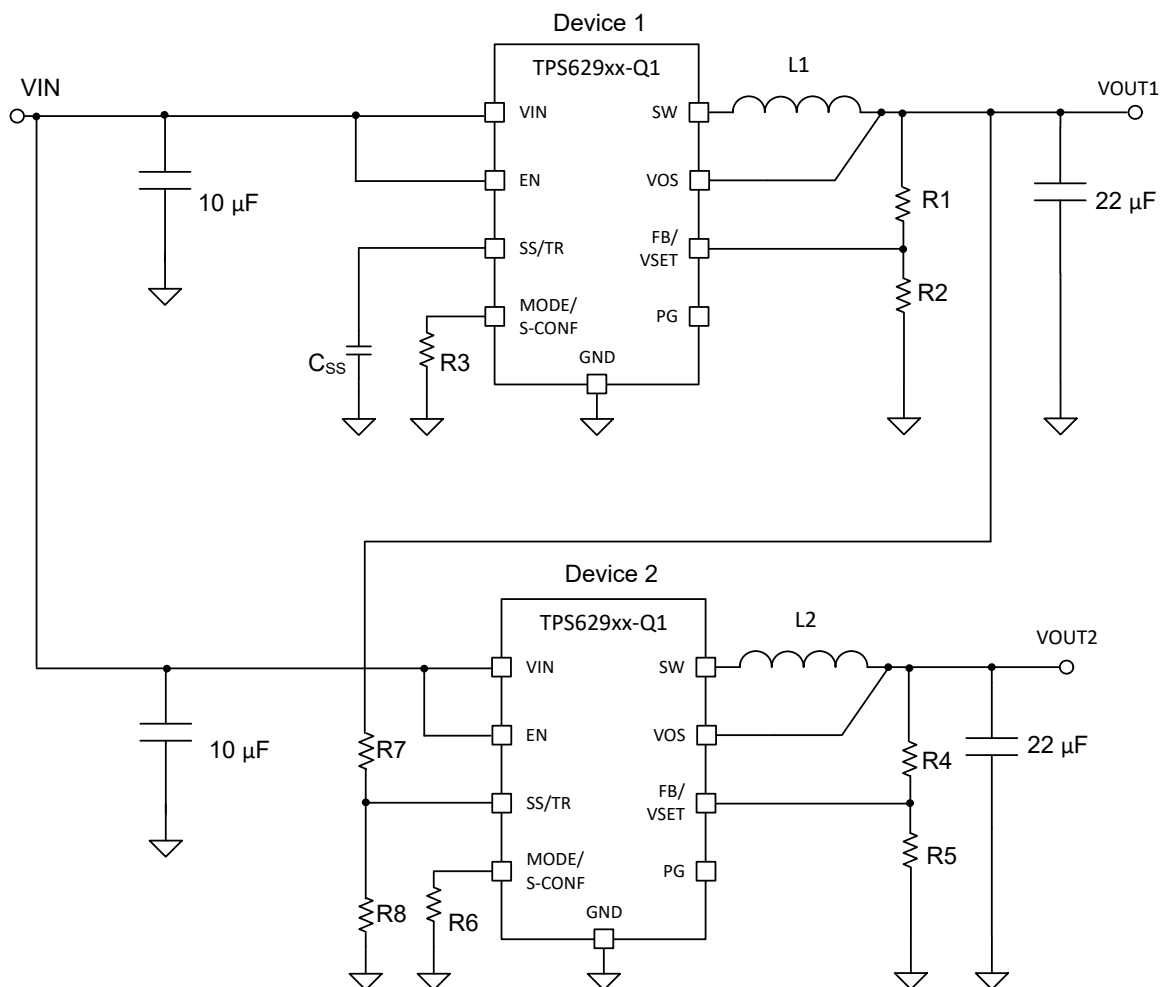 Device 1
TPS629xx-Q1
VIN
VIN
SW
L1
VOUT1
EN
VOS
10 µF
R1
22 µF
SS/TR
FB/
VSET
R2
MODE/
S-CONF
PG
CSS
R3
GND
Device 2
TPS629xx-Q1
L2
VOUT2
VIN
SW
10 µF
R7
EN
VOS
R4
22 µF
SS/TR
FB/
VSET
R5
MODE/
S-CONF
PG
R8
R6
GND